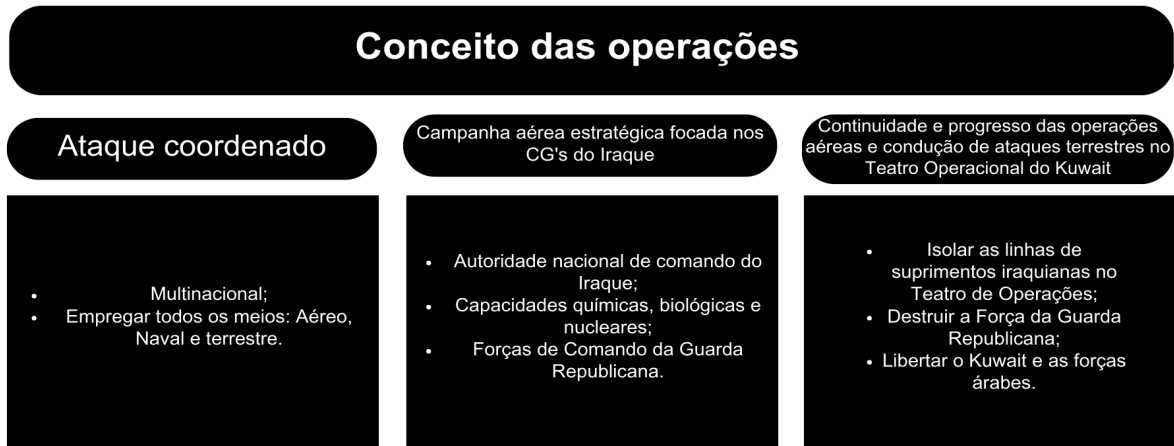 Conceito das operações
Ataque coordenado
• Multinacional;
• Empregar todos os meios: Aéreo,
Naval e terrestre.
Campanha aérea estratégica focada nos
CG's do Iraque
• Autoridade nacional de comando do
Iraque;
• Capacidades químicas, biológicas e
nucleares;
• Forças de Comando da Guarda
Republicana.
Continuidade e progresso das operações
aéreas e condução de ataques terrestres no
Teatro Operacional do Kuwait
• Isolar as linhas de
suprimentos iraquianas no
Teatro de Operações;
• Destruir a Força da Guarda
Republicana;
• Libertar o Kuwait e as forças
árabes.